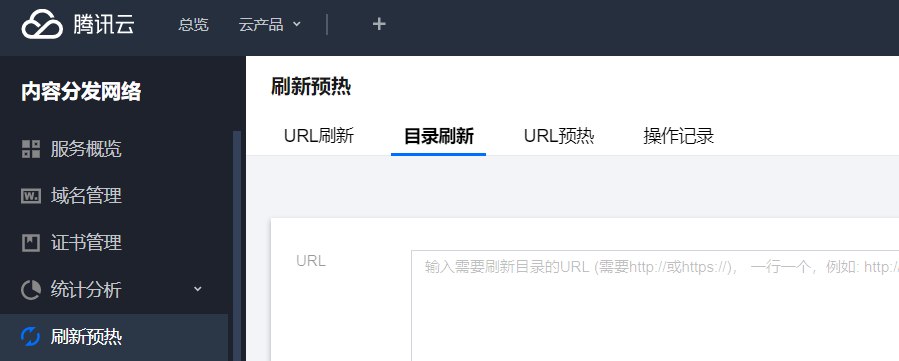 腾讯云 总览 云产品
内容分发网络
服务概览
域名管理
证书管理
统计分析
刷新预热
刷新预热
URL刷新 目录刷新 URL预热 操作记录
URL
输入需要刷新目录的URL (需要http://或https://)， 一行一个，例如: http:/